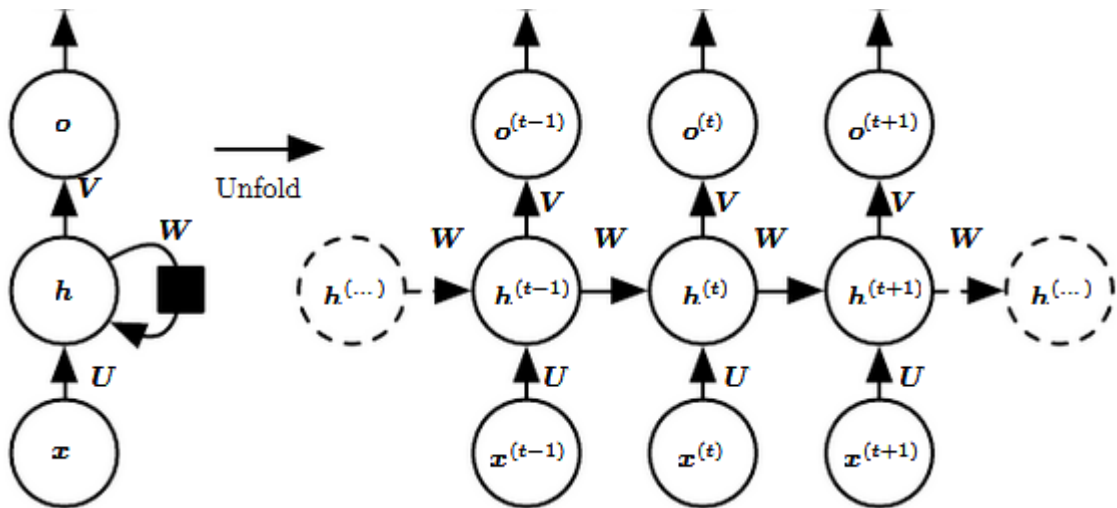 o o^(t−1) o^(t) o^(t+1)
Unfold
V V V V
W W W W W
h h^(...) h^(t−1) h^(t) h^(t+1) h^(...)
U U U U
x x^(t−1) x^(t) x^(t+1)